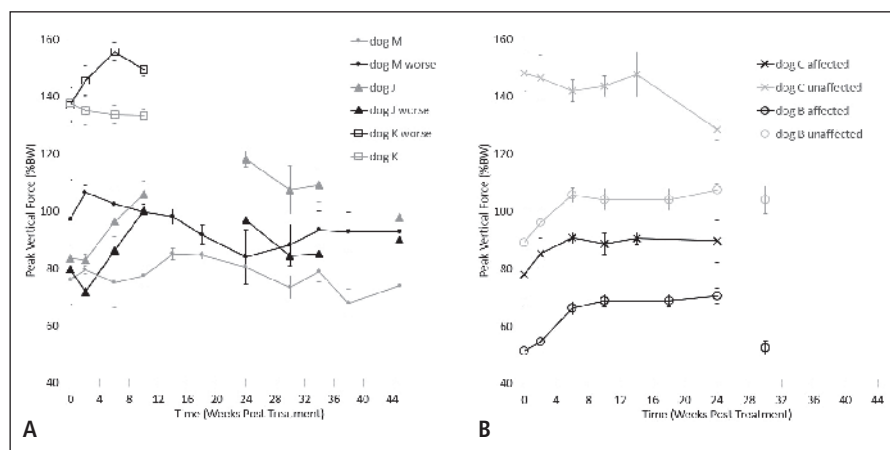 160
140
120
100
80
60
40
Peak Vertical Force (%BW)
0 4 8 12 16 20 24 28 32 36 40 44
Time (Weeks Post Treatment)
dog M
dog M worse
dog J
dog J worse
dog K worse
dog K
A
160
140
120
100
80
60
40
Peak Vertical Force (%BW)
0 4 8 12 16 20 24 28 32 36 40 44
Time (Weeks Post Treatment)
dog C affected
dog C unaffected
dog B affected
dog B unaffected
B